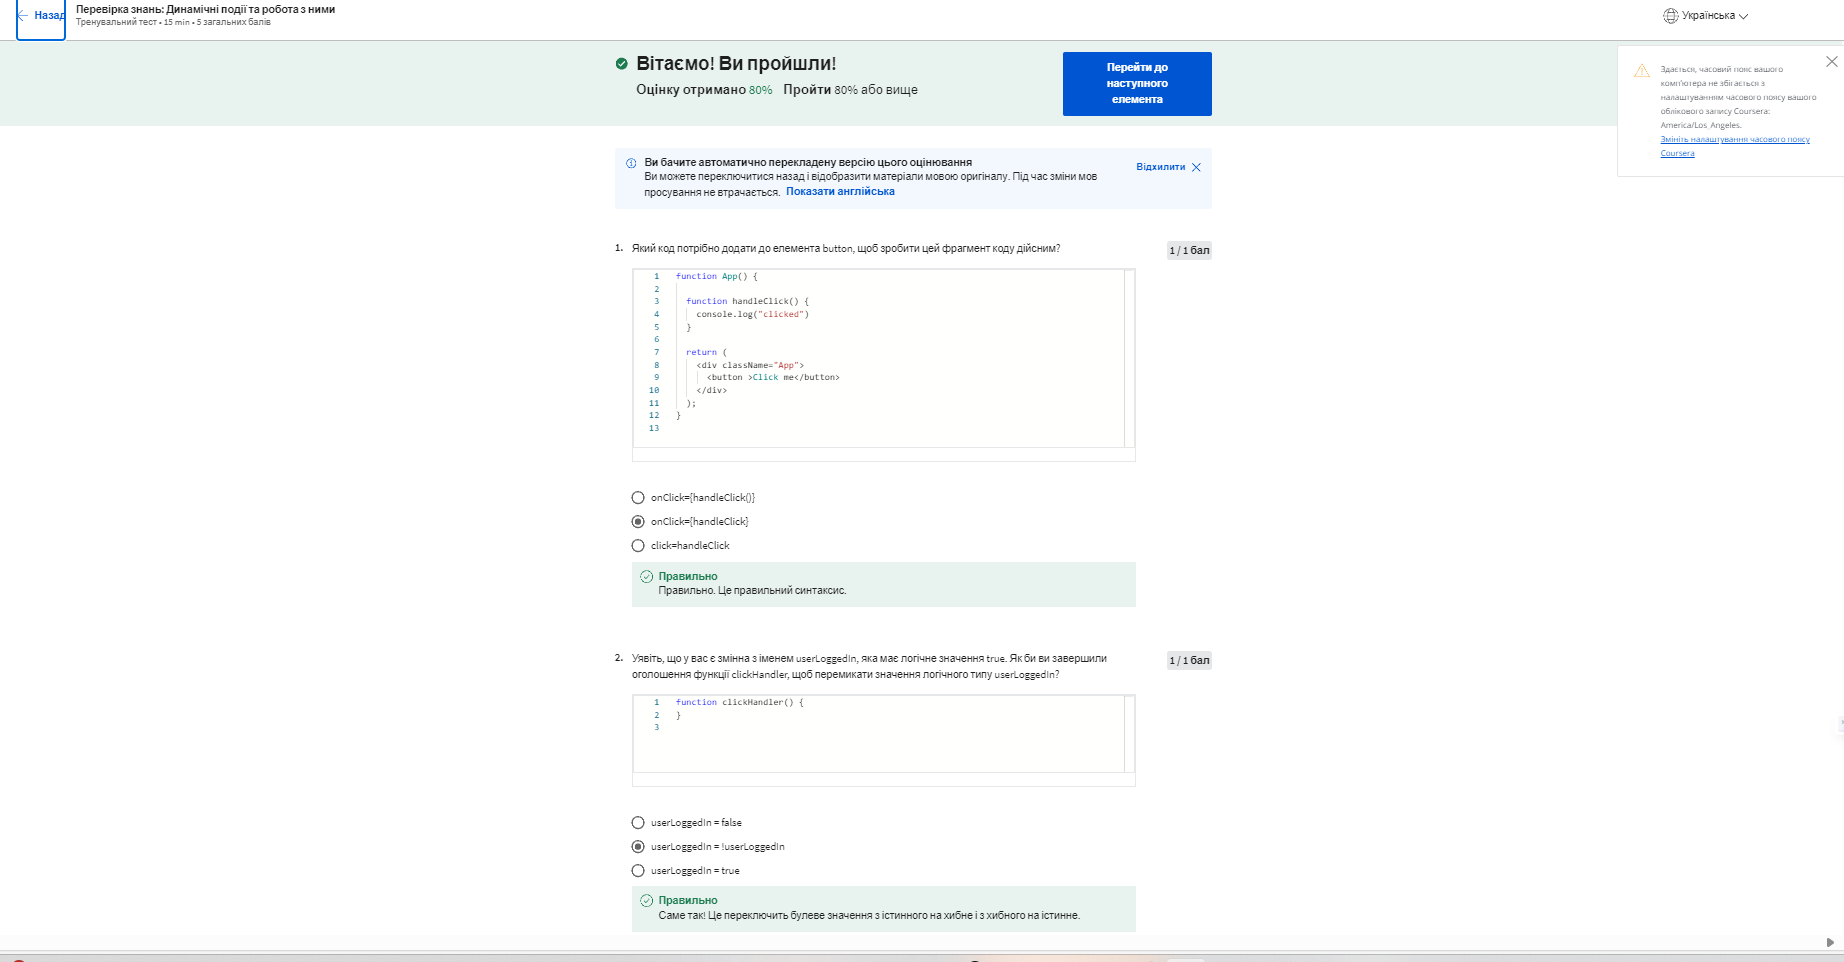 Назад
Перевірка знань: Динамічні події та робота з ними
Тренувальний тест • 15 min • 5 загальних балів
Українська
Вітаємо! Ви пройшли!
Оцінку отримано 80% Пройти 80% або вище
Перейти до
наступного
елемента
Здається, часовий пояс вашого
комп'ютера не збігається з
налаштуванням часового поясу вашого
облікового запису Coursera:
America/Los_Angeles.
Змініть налаштування часового поясу
Coursera
Ви бачите автоматично перекладену версію цього оцінювання
Ви можете переключитися назад і відобразити матеріали мовою оригіналу. Під час зміни мов
просування не втрачається. Показати англійська
Відхилити
1. Який код потрібно додати до елемента button, щоб зробити цей фрагмент коду дійсним?
1 / 1 бал
1 function App() {
2
3 function handleClick() {
4 console.log("clicked")
5 }
6
7 return (
8 <div className="App">
9 <button >Click me</button>
10 </div>
11 );
12 }
13
onClick={handleClick()}
onClick={handleClick}
click=handleClick
Правильно
Правильно. Це правильний синтаксис.
2. Уявіть, що у вас є змінна з іменем userLoggedIn, яка має логічне значення true. Як би ви завершили
оголошення функції clickHandler, щоб перемикати значення логічного типу userLoggedIn?
1 / 1 бал
1 function clickHandler() {
2 }
3
userLoggedIn = false
userLoggedIn = !userLoggedIn
userLoggedIn = true
Правильно
Саме так! Це переключить булеве значення з істинного на хибне і з хибного на істинне.